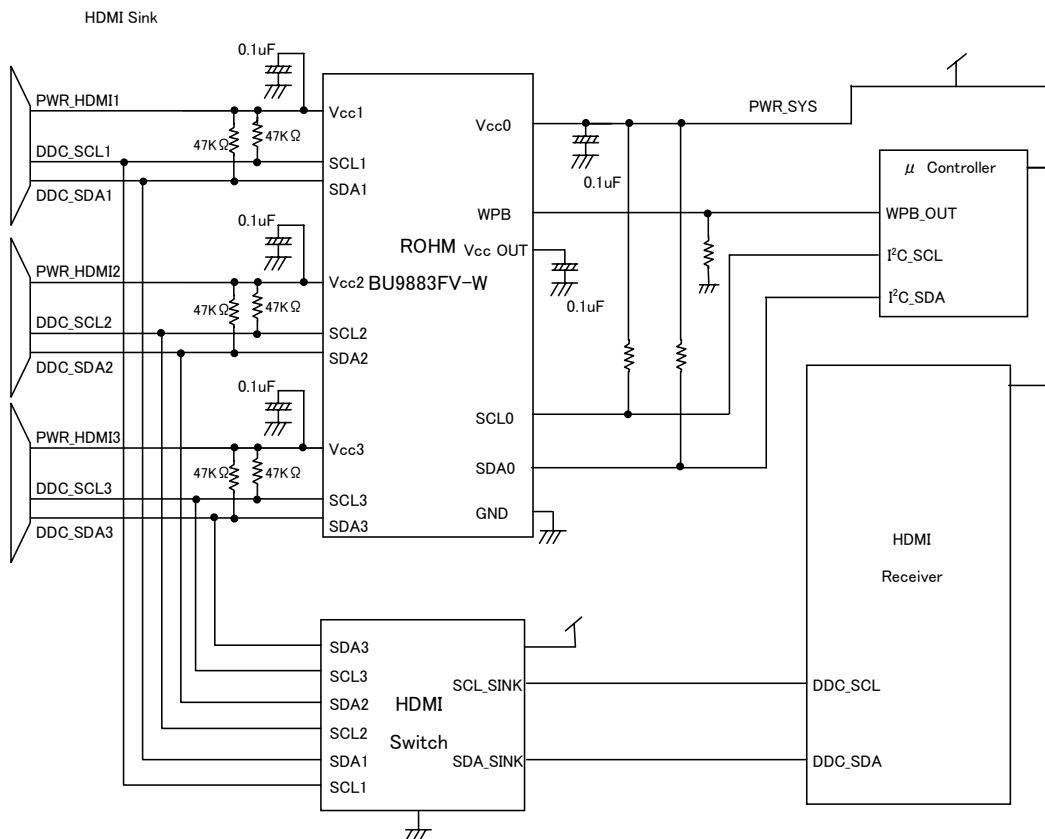 HDMI Sink
0.1uF
PWR_HDMI1
47KΩ
47KΩ
DDC_SCL1
DDC_SDA1
Vcc1
SCL1
SDA1
0.1uF
PWR_HDMI2
47KΩ
47KΩ
DDC_SCL2
DDC_SDA2
Vcc2
SCL2
SDA2
0.1uF
PWR_HDMI3
47KΩ
47KΩ
DDC_SCL3
DDC_SDA3
Vcc3
SCL3
SDA3
ROHM
BU9883FV-W
Vcc0
WPB
Vcc OUT
SCL0
SDA0
GND
PWR_SYS
0.1uF
0.1uF
μ Controller
WPB_OUT
I²C_SCL
I²C_SDA
HDMI
Receiver
DDC_SCL
DDC_SDA
SDA3
SCL3
SDA2
SCL2
SDA1
SCL1
HDMI
Switch
SCL_SINK
SDA_SINK